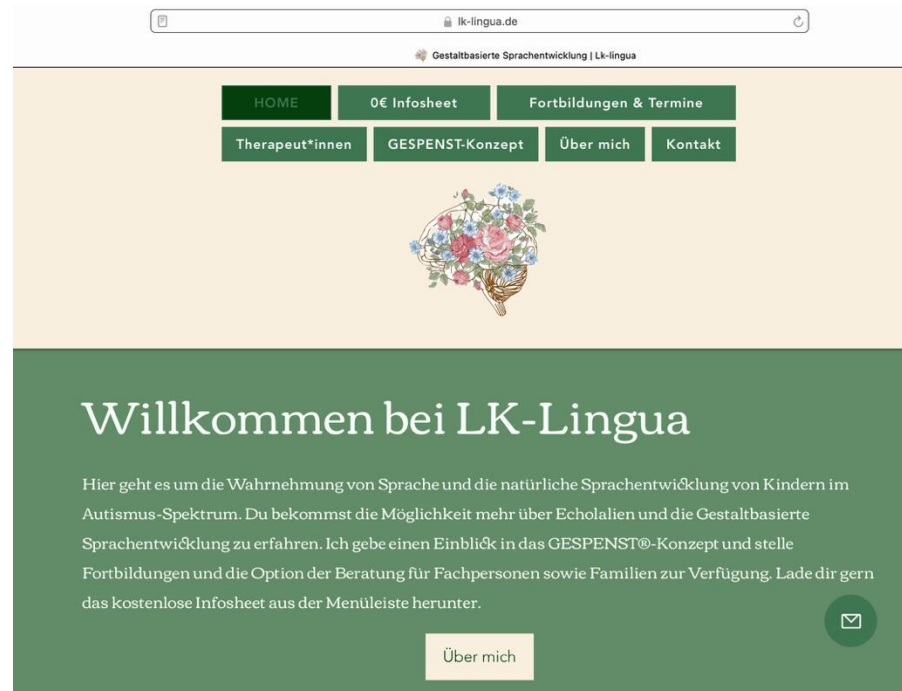 lk-lingua.de
Gestaltbasierte Sprachentwicklung | Lk-lingua
HOME
0€ Infosheet
Fortbildungen & Termine
Therapeut*innen
GESPENST-Konzept
Über mich
Kontakt
Willkommen bei LK-Lingua
Hier geht es um die Wahrnehmung von Sprache und die natürliche Sprachentwicklung von Kindern im
Autismus-Spektrum. Du bekommst die Möglichkeit mehr über Echolalien und die Gestaltbasierte
Sprachentwicklung zu erfahren. Ich gebe einen Einblick in das GESPENST®-Konzept und stelle
Fortbildungen und die Option der Beratung für Fachpersonen sowie Familien zur Verfügung. Lade dir gern
das kostenlose Infosheet aus der Menüleiste herunter.
Über mich